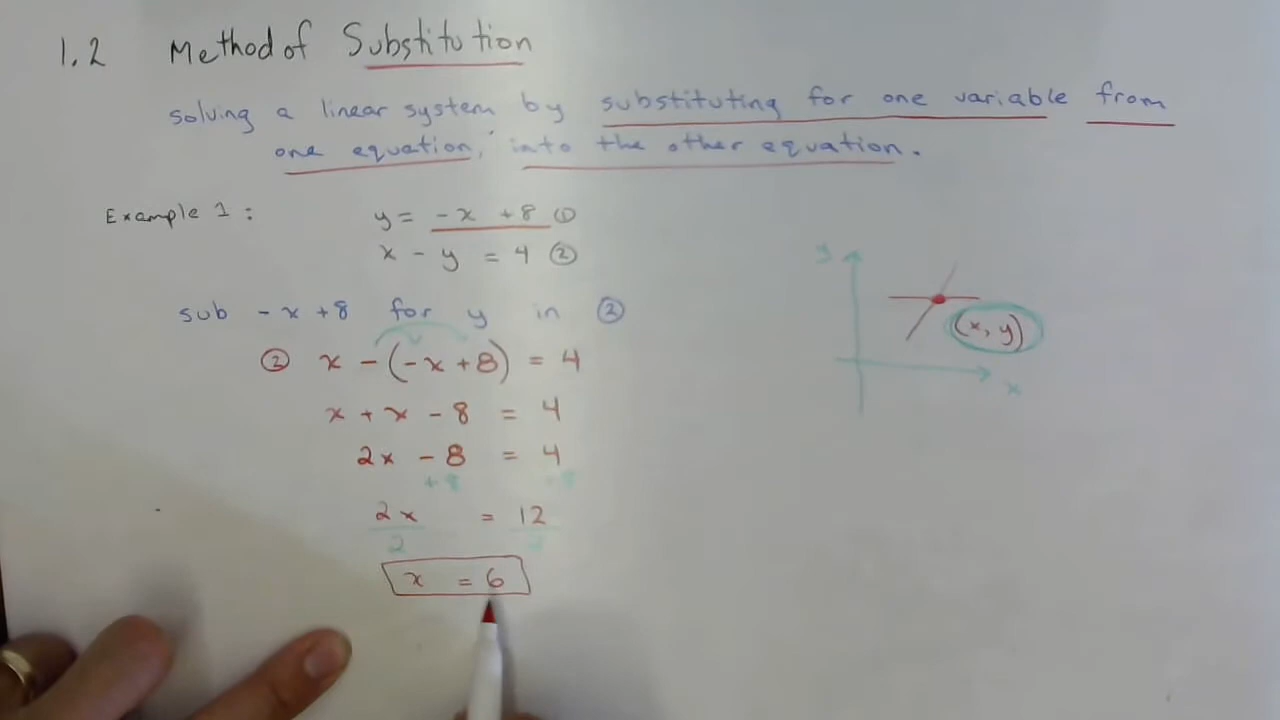 1.2 Method of Substitution
solving a linear system by substituting for one variable from
one equation, into the other equation.
Example 1 :
y = -x +8 ①
x - y = 4 ②
sub -x +8 for y in ②
② x - (-x +8) = 4
x + x - 8 = 4
2x - 8 = 4
+8 +8
2x = 12
2 2
x = 6
y
(x, y)
x